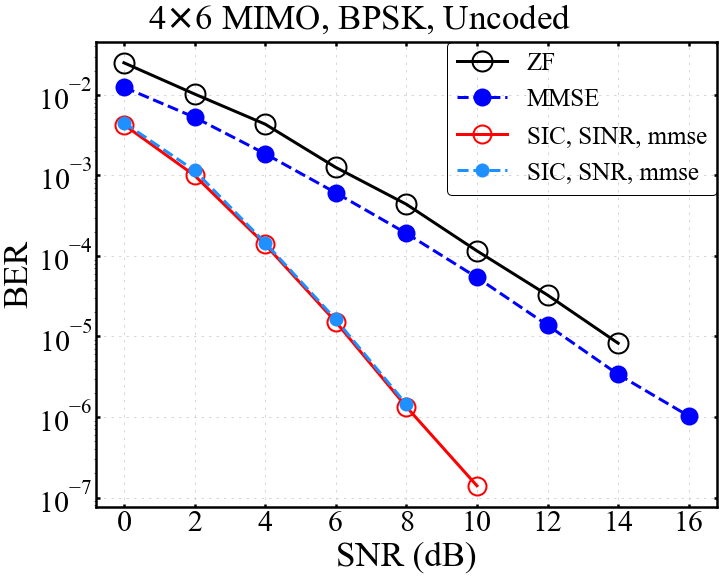 4×6 MIMO, BPSK, Uncoded
ZF
MMSE
SIC, SINR, mmse
SIC, SNR, mmse
BER
10⁻²
10⁻³
10⁻⁴
10⁻⁵
10⁻⁶
10⁻⁷
0 2 4 6 8 10 12 14 16
SNR (dB)